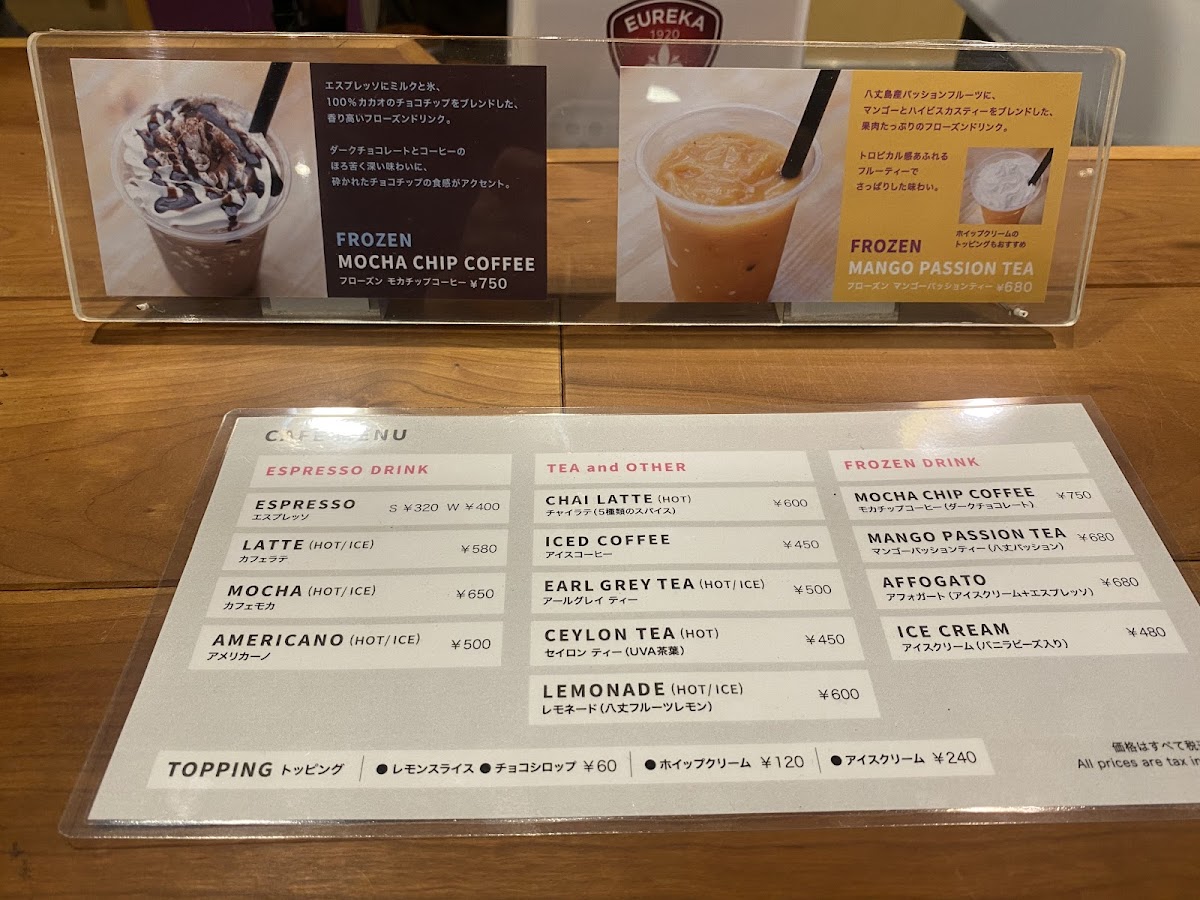 EUREKA
1920
エスプレッソにミルクと氷、
100%カカオのチョコチップをブレンドした、
香り高いフローズンドリンク。
ダークチョコレートとコーヒーの
ほろ苦く深い味わいに、
砕かれたチョコチップの食感がアクセント。
FROZEN
MOCHA CHIP COFFEE
フローズン モカチップコーヒー ¥750
八丈島産パッションフルーツに、
マンゴーとハイビスカスティーをブレンドした、
果肉たっぷりのフローズンドリンク。
トロピカル感あふれる
フルーティーで
さっぱりした味わい。
ホイップクリームの
トッピングもおすすめ
FROZEN
MANGO PASSION TEA
フローズン マンゴーパッションティー ¥680
CAFE MENU
ESPRESSO DRINK
ESPRESSO S ¥320 W ¥400
エスプレッソ
LATTE (HOT/ICE) ¥580
カフェラテ
MOCHA (HOT/ICE) ¥650
カフェモカ
AMERICANO (HOT/ICE) ¥500
アメリカーノ
TEA and OTHER
CHAI LATTE (HOT) ¥600
チャイラテ(5種類のスパイス)
ICED COFFEE ¥450
アイスコーヒー
EARL GREY TEA (HOT/ICE) ¥500
アールグレイ ティー
CEYLON TEA (HOT) ¥450
セイロン ティー(UVA茶葉)
LEMONADE (HOT/ICE) ¥600
レモネード(八丈フルーツレモン)
FROZEN DRINK
MOCHA CHIP COFFEE ¥750
モカチップコーヒー(ダークチョコレート)
MANGO PASSION TEA ¥680
マンゴーパッションティー(八丈パッション)
AFFOGATO ¥680
アフォガート(アイスクリーム+エスプレッソ)
ICE CREAM ¥480
アイスクリーム(バニラビーズ入り)
TOPPING トッピング ●レモンスライス ●チョコシロップ ¥60 ●ホイップクリーム ¥120 ●アイスクリーム ¥240
価格はすべて税
All prices are tax in